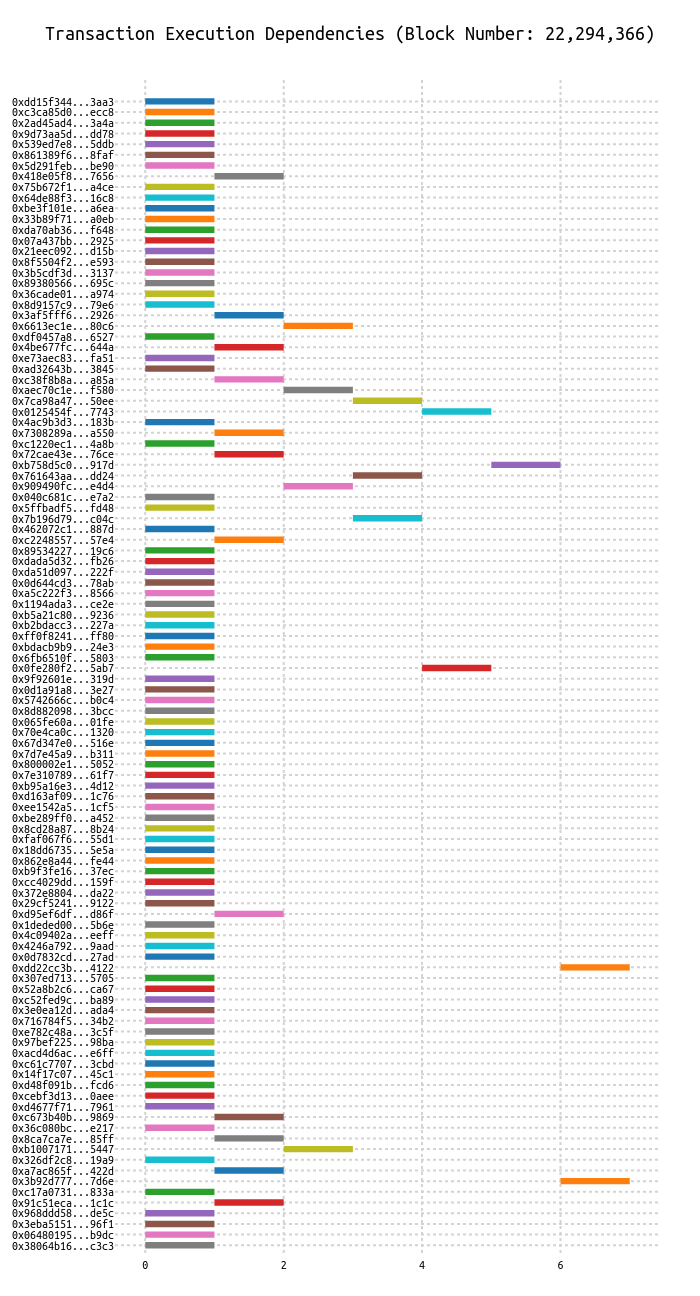 Transaction Execution Dependencies (Block Number: 22,294,366)
0xdd15f344...3aa3
0xc3ca85d0...ecc8
0x2ad45ad4...3a4a
0x9d73aa5d...dd78
0x539ed7e8...5ddb
0x861389f6...8faf
0x5d291feb...be90
0x418e05f8...7656
0x75b672f1...a4ce
0x64de88f3...16c8
0xbe3f101e...a6ea
0x33b89f71...a0eb
0xda70ab36...f648
0x07a437bb...2925
0x21eec092...d15b
0x8f5504f2...e593
0x3b5cdf3d...3137
0x89380566...695c
0x36cade01...a974
0x8d9157c9...79e6
0x3af5fff6...2926
0x6613ec1e...80c6
0xdf0457a8...6527
0x4be677fc...644a
0xe73aec83...fa51
0xad32643b...3845
0xc38f8b8a...a85a
0xaec70c1e...f580
0x7ca98a47...50ee
0x0125454f...7743
0x4ac9b3d3...183b
0x7308289a...a550
0xc1220ec1...4a8b
0x72cae43e...76ce
0xb758d5c0...917d
0x761643aa...dd24
0x909490fc...e4d4
0x040c681c...e7a2
0x5ffbadf5...fd48
0x7b196d79...c04c
0x462072c1...887d
0xc2248557...57e4
0x89534227...19c6
0xdada5d32...fb26
0xda51d097...222f
0x0d644cd3...78ab
0xa5c222f3...8566
0x1194ada3...ce2e
0xb5a21c80...9236
0xb2bdacc3...227a
0xff0f8241...ff80
0xbdacb9b9...24e3
0x6fb6510f...5803
0x0fe280f2...5ab7
0x9f92601e...319d
0x0d1a91a8...3e27
0x5742666c...b0c4
0x8d882098...3bcc
0x065fe60a...01fe
0x70e4ca0c...1320
0x67d347e0...516e
0x7d7e45a9...b311
0x800002e1...5052
0x7e310789...61f7
0xb95a16e3...4d12
0xd163af09...1c76
0xee1542a5...1cf5
0xbe289ff0...a452
0x8cd28a87...8b24
0xfaf067f6...55d1
0x18dd6735...5e5a
0x862e8a44...fe44
0xb9f3fe16...37ec
0xcc4029dd...159f
0x372e8804...da22
0x29cf5241...9122
0xd95ef6df...d86f
0x1deded00...5b6e
0x4c09402a...eeff
0x4246a792...9aad
0x0d7832cd...27ad
0xdd22cc3b...4122
0x307ed713...5705
0x52a8b2c6...ca67
0xc52fed9c...ba89
0x3e0ea12d...ada4
0x716784f5...34b2
0xe782c48a...3c5f
0x97bef225...98ba
0xacd4d6ac...e6ff
0xc61c7707...3cbd
0x14f17c07...45c1
0xd48f091b...fcd6
0xcebf3d13...0aee
0xd4677f71...7961
0xc673b40b...9869
0x36c080bc...e217
0x8ca7ca7e...85ff
0xb1007171...5447
0x326df2c8...19a9
0xa7ac865f...422d
0x3b92d777...7d6e
0xc17a0731...833a
0x91c51eca...1c1c
0x968ddd58...de5c
0x3eba5151...96f1
0x06480195...b9dc
0x38064b16...c3c3
0 2 4 6